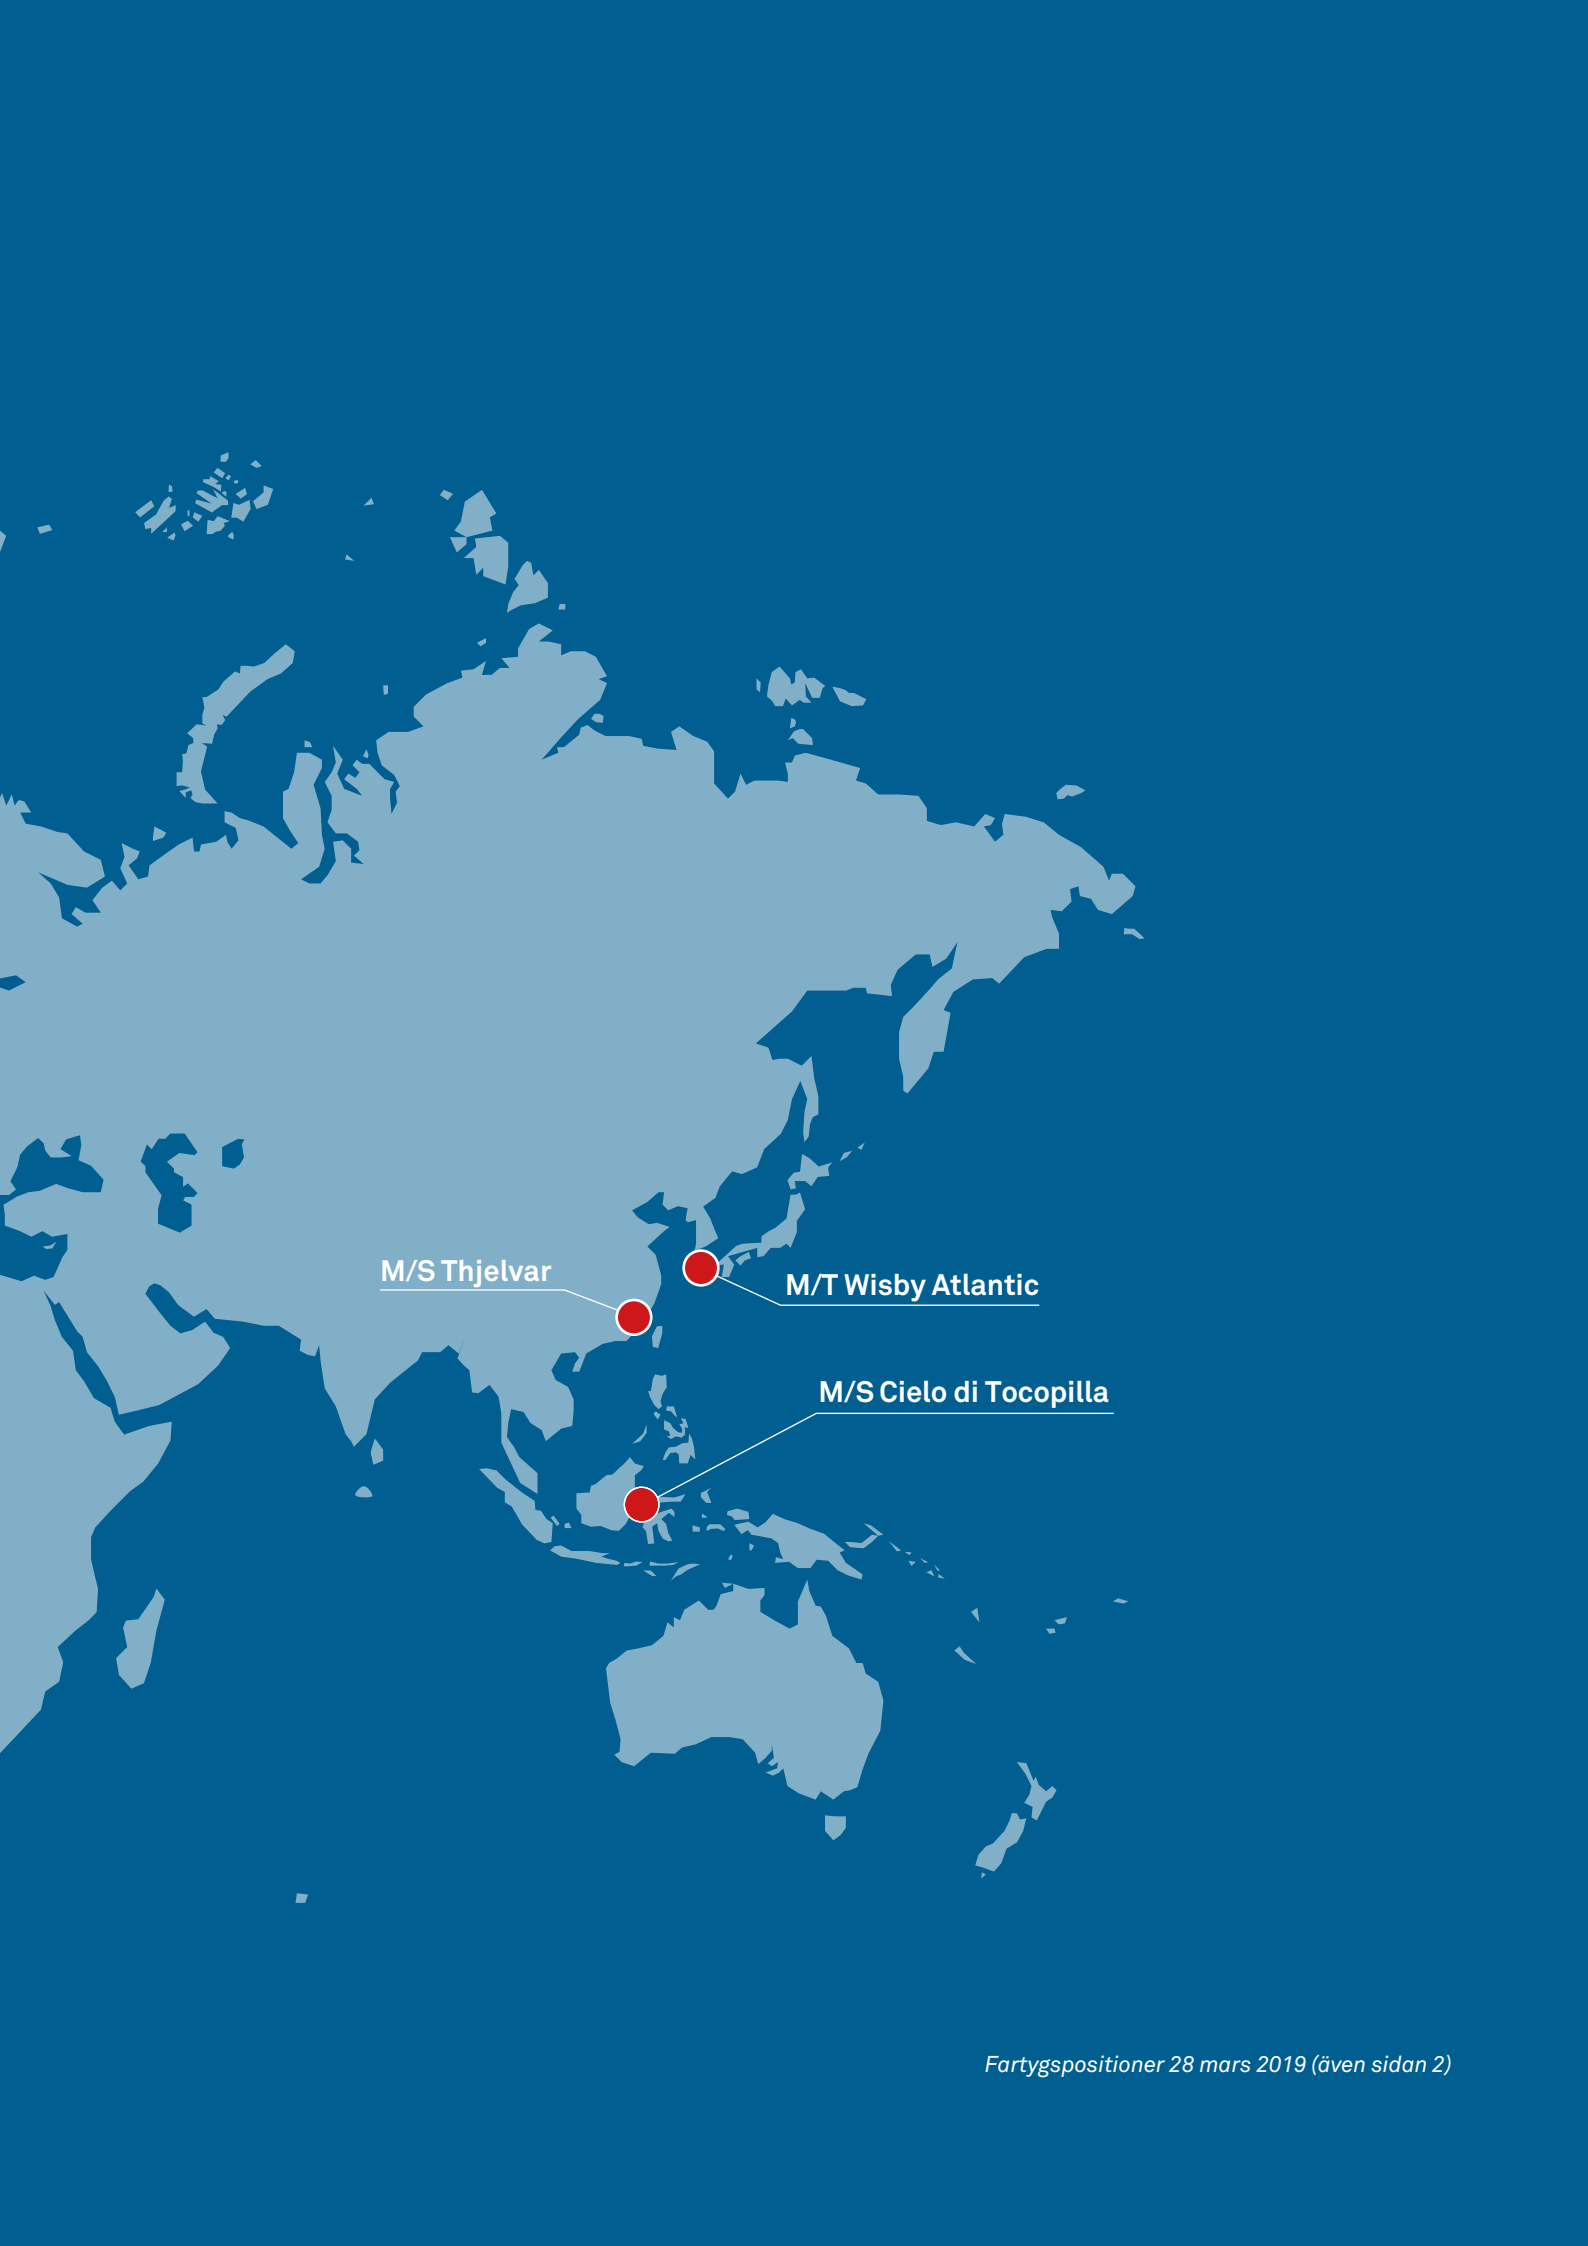 M/S Thjelvar
M/T Wisby Atlantic
M/S Cielo di Tocopilla
Fartygspositioner 28 mars 2019 (även sidan 2)